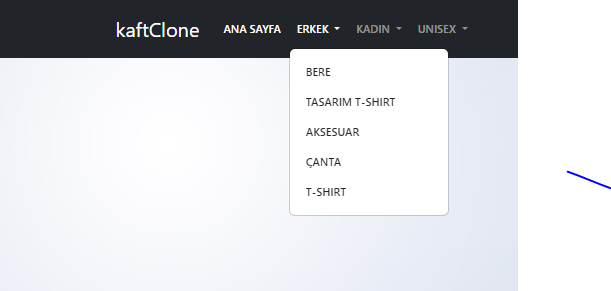 kaftClone ANA SAYFA ERKEK KADIN UNISEX
BERE
TASARIM T-SHIRT
AKSESUAR
ÇANTA
T-SHIRT